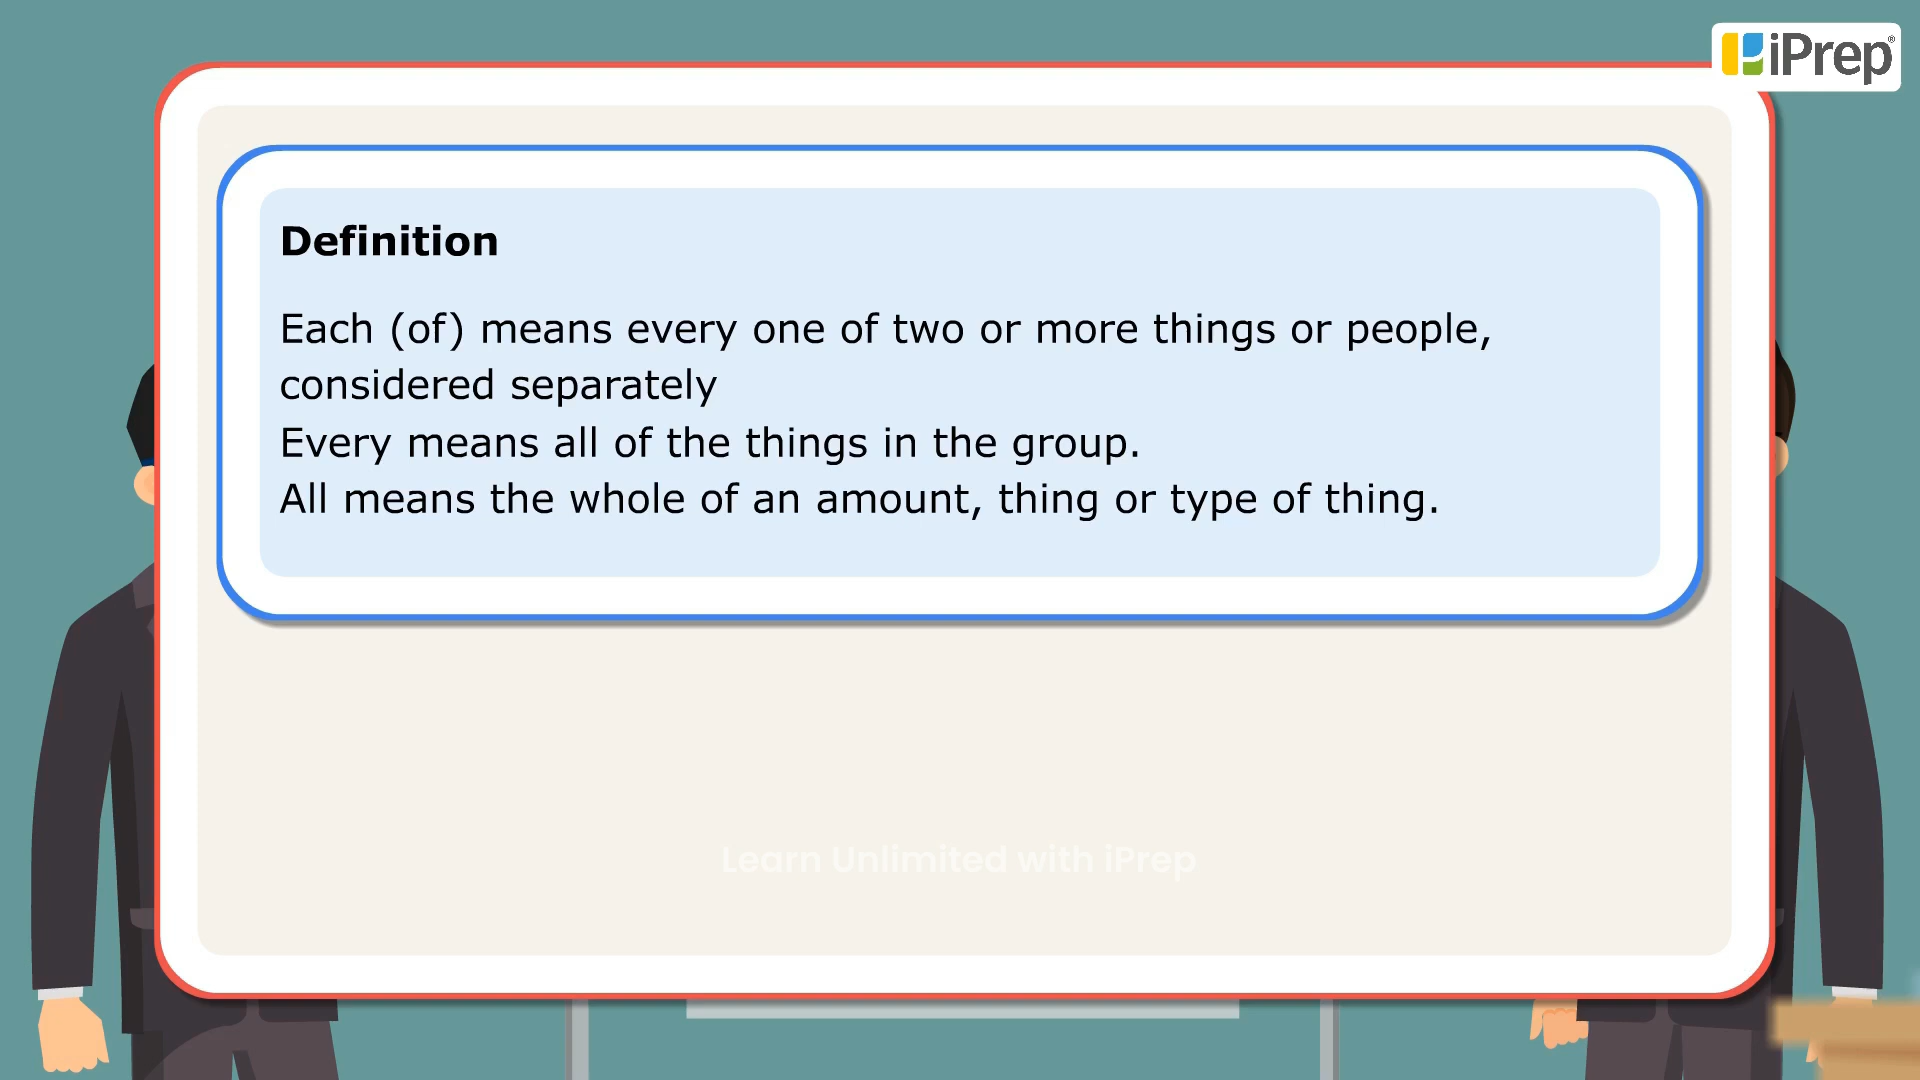 iPrep®
Definition
Each (of) means every one of two or more things or people,
considered separately
Every means all of the things in the group.
All means the whole of an amount, thing or type of thing.
Learn Unlimited with iPrep